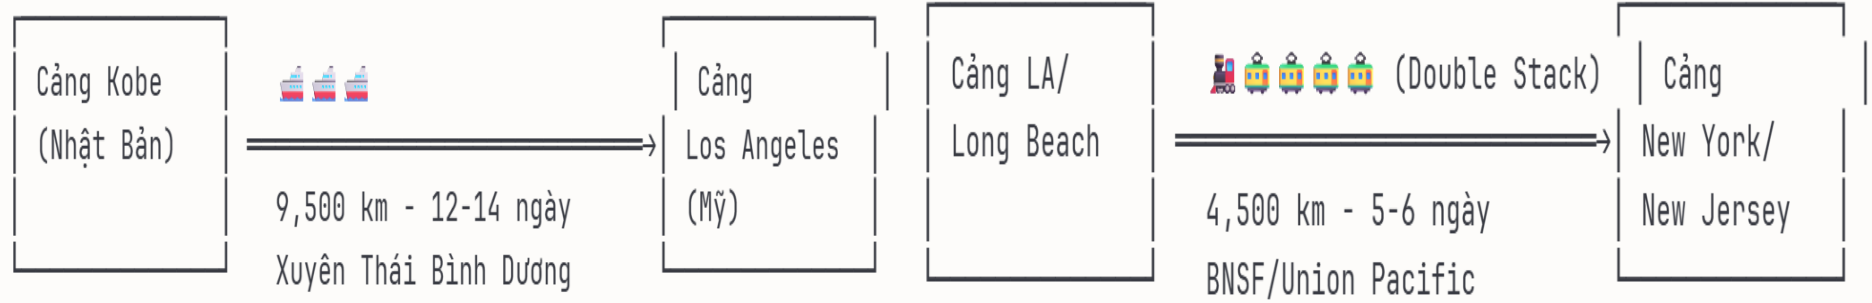 Cảng Kobe
(Nhật Bản)
9,500 km - 12-14 ngày
Xuyên Thái Bình Dương
Cảng
Los Angeles
(Mỹ)
Cảng LA/
Long Beach
(Double Stack)
4,500 km - 5-6 ngày
BNSF/Union Pacific
Cảng
New York/
New Jersey